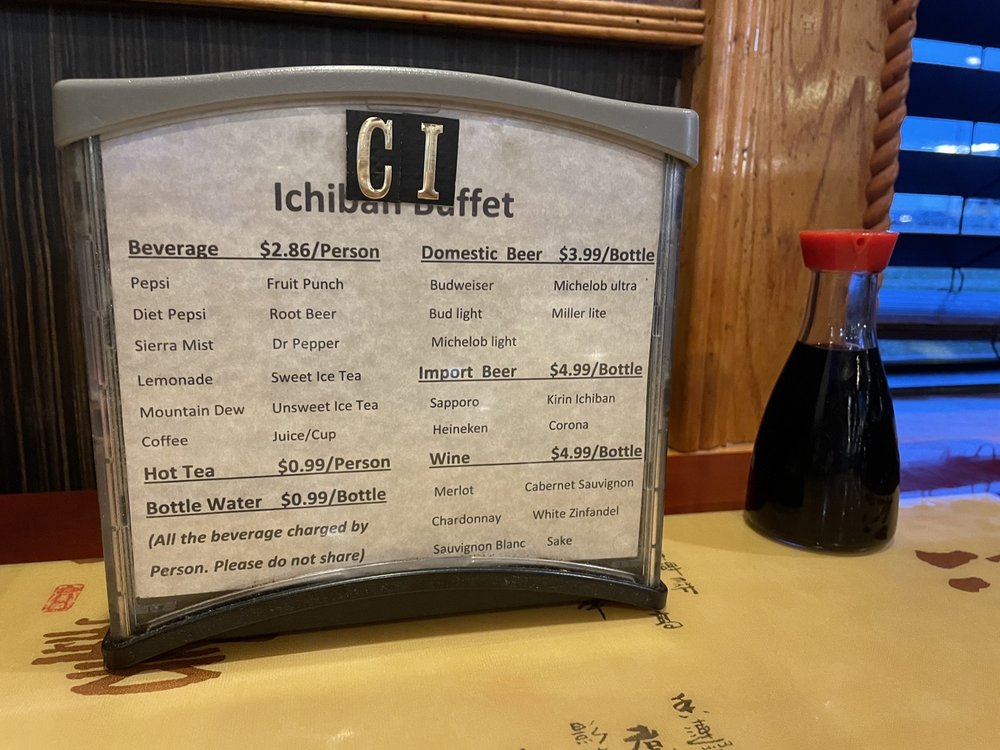 CI
Ichiban Buffet
Beverage $2.86/Person
Pepsi Fruit Punch
Diet Pepsi Root Beer
Sierra Mist Dr Pepper
Lemonade Sweet Ice Tea
Mountain Dew Unsweet Ice Tea
Coffee Juice/Cup
Hot Tea $0.99/Person
Bottle Water $0.99/Bottle
(All the beverage charged by
Person. Please do not share)
Domestic Beer $3.99/Bottle
Budweiser Michelob ultra
Bud light Miller lite
Michelob light
Import Beer $4.99/Bottle
Sapporo Kirin Ichiban
Heineken Corona
Wine $4.99/Bottle
Merlot Cabernet Sauvignon
Chardonnay White Zinfandel
Sauvignon Blanc Sake